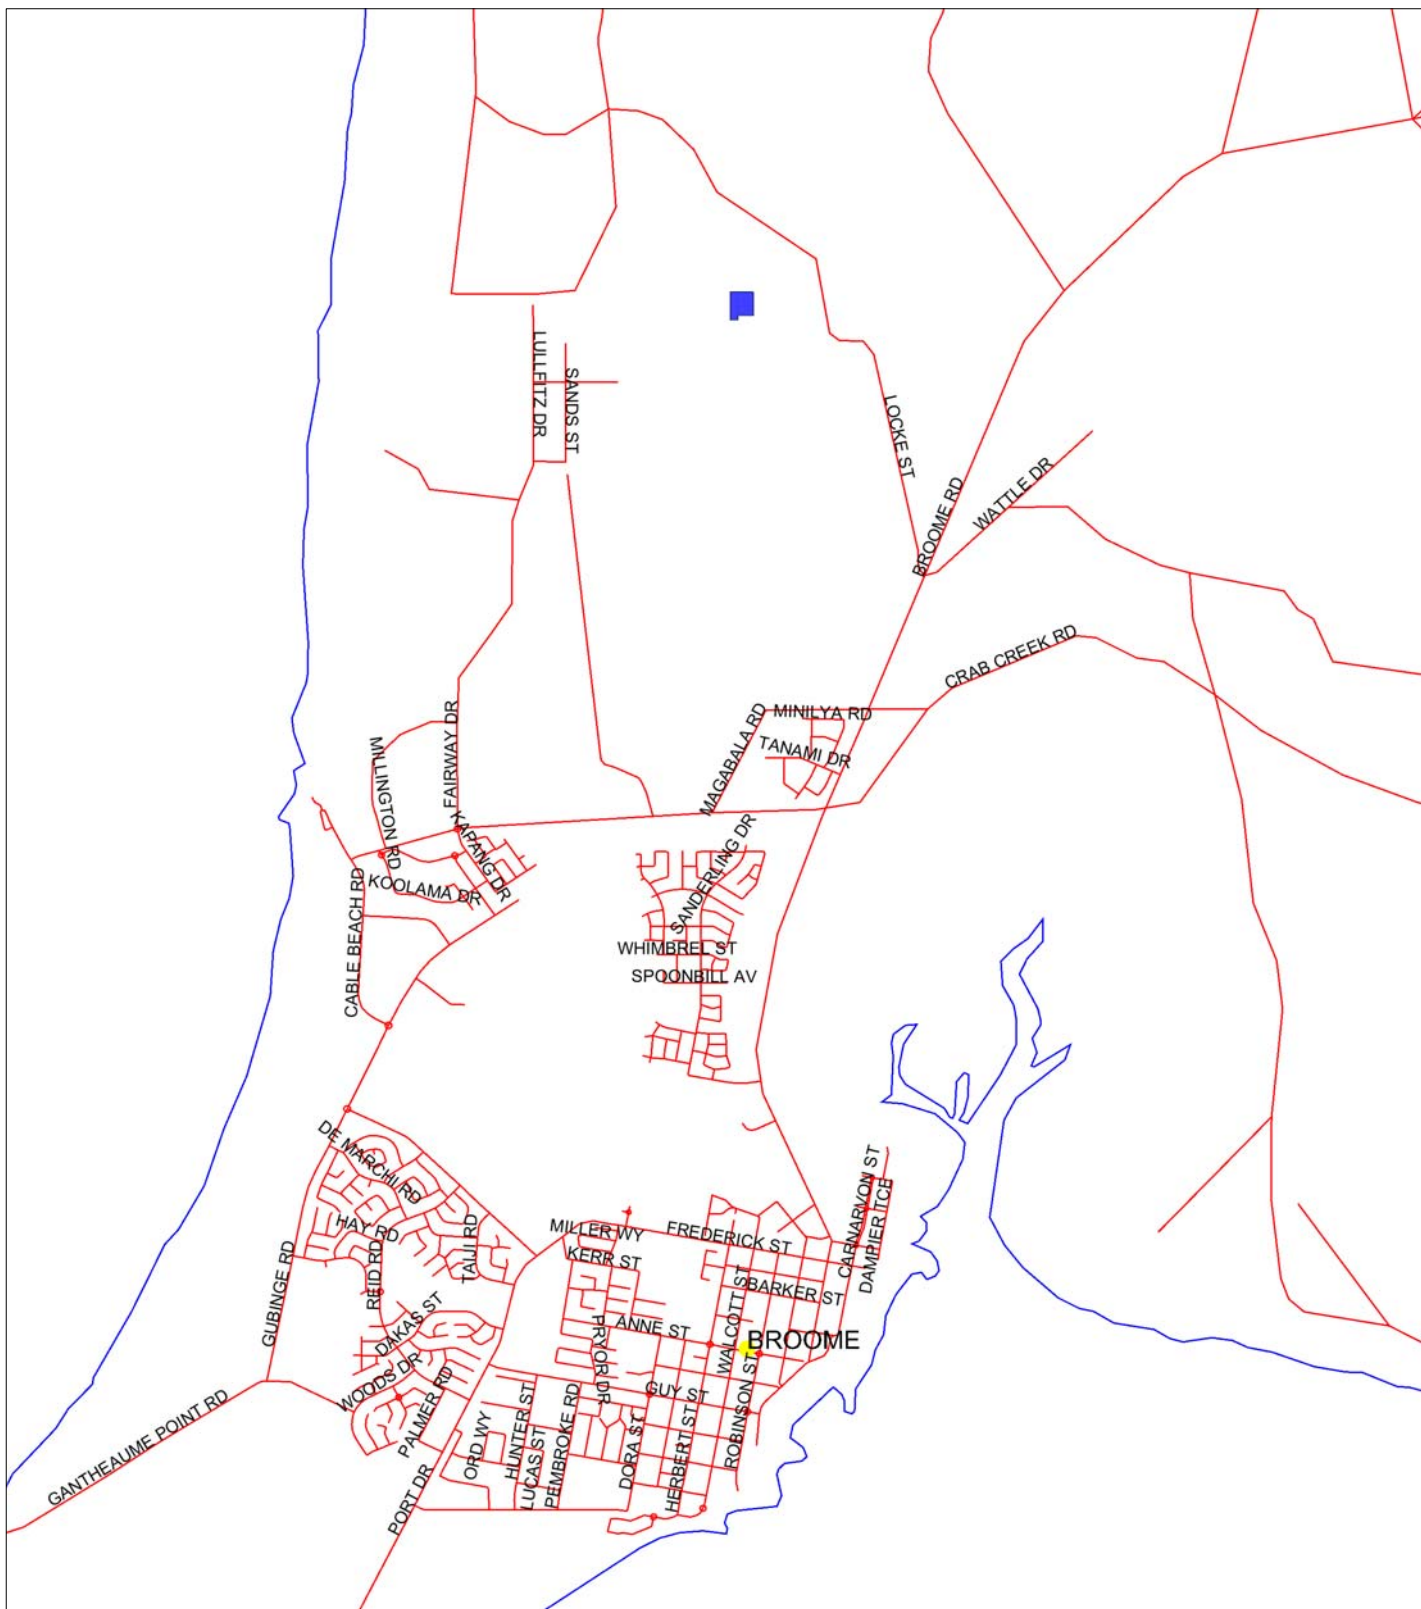 LULLFITZ DR
SANDS ST
LOCKE ST
BROOME RD
WATTLE DR
CRAB CREEK RD
MINILYA RD
MAGABALA RD
TANAMI DR
FAIRWAY DR
MILLINGTON RD
KAPANG DR
KOOLAMA DR
CABLE BEACH RD
SANDERLING DR
WHIMBREL ST
SPOONBILL AV
DE MARCHI RD
HAY RD
REID RD
TAIJI RD
GUBINGE RD
DAKAS ST
WOODS DR
PALMER RD
GANTHEAUME POINT RD
PORT DR
MILLER WY
KERR ST
FREDERICK ST
CARNARVON ST
DAMPIER TCE
BARKER ST
WALCOTT ST
ANNE ST
BROOME
PRYOR DR
GUY ST
ROBINSON ST
HERBERT ST
DORA ST
PEMBROKE RD
LUCAS ST
HUNTER ST
ORD WY